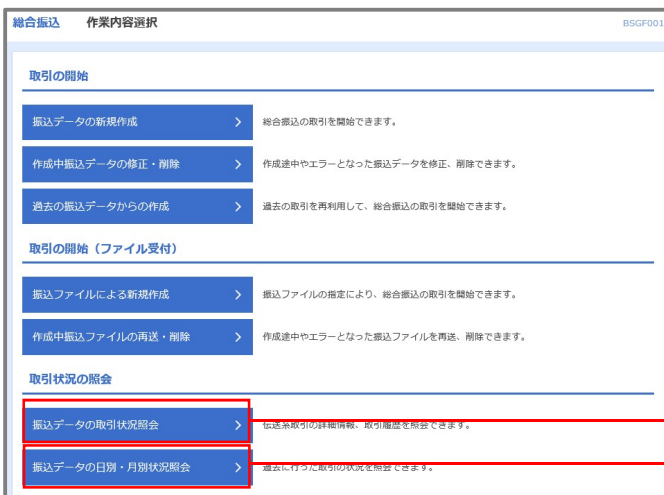 総合振込 作業内容選択 BSGF001
取引の開始
振込データの新規作成 総合振込の取引を開始できます。
作成中振込データの修正・削除 作成途中やエラーとなった振込データを修正、削除できます。
過去の振込データからの作成 過去の取引を再利用して、総合振込の取引を開始できます。
取引の開始（ファイル受付）
振込ファイルによる新規作成 振込ファイルの指定により、総合振込の取引を開始できます。
作成中振込ファイルの再送・削除 作成途中やエラーとなった振込ファイルを再送、削除できます。
取引状況の照会
振込データの取引状況照会 伝送系取引の詳細情報、取引履歴を照会できます。
振込データの日別・月別状況照会 過去に行った取引の状況を照会できます。